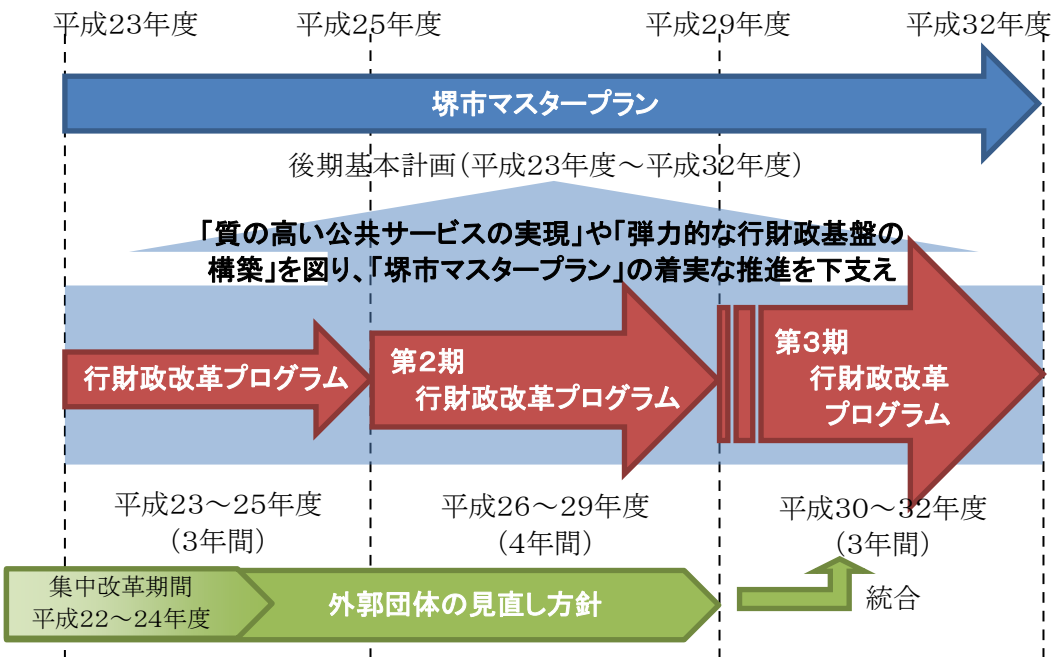 平成23年度
平成25年度
平成29年度
平成32年度
堺市マスタープラン
後期基本計画(平成23年度～平成32年度)
「質の高い公共サービスの実現」や「弾力的な行財政基盤の
構築」を図り、「堺市マスタープラン」の着実な推進を下支え
行財政改革プログラム
第2期
行財政改革プログラム
第3期
行財政改革
プログラム
平成23～25年度
(3年間)
平成26～29年度
(4年間)
平成30～32年度
(3年間)
集中改革期間
平成22～24年度
外郭団体の見直し方針
統合